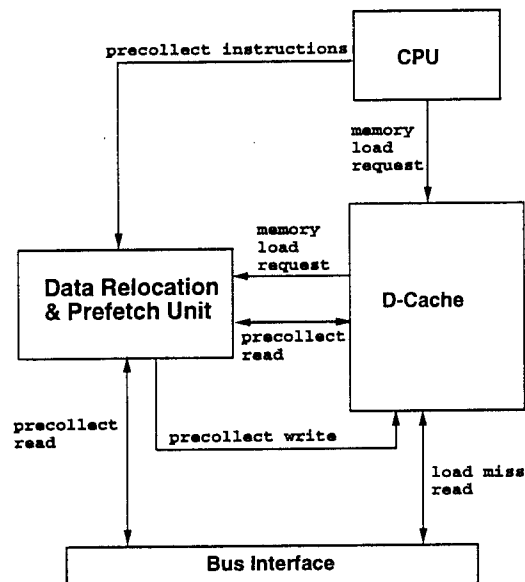 precollect instructions
CPU
memory
load
request
memory
load
request
Data Relocation
& Prefetch Unit
D-Cache
precollect
read
precollect
read
precollect write
load miss
read
Bus Interface